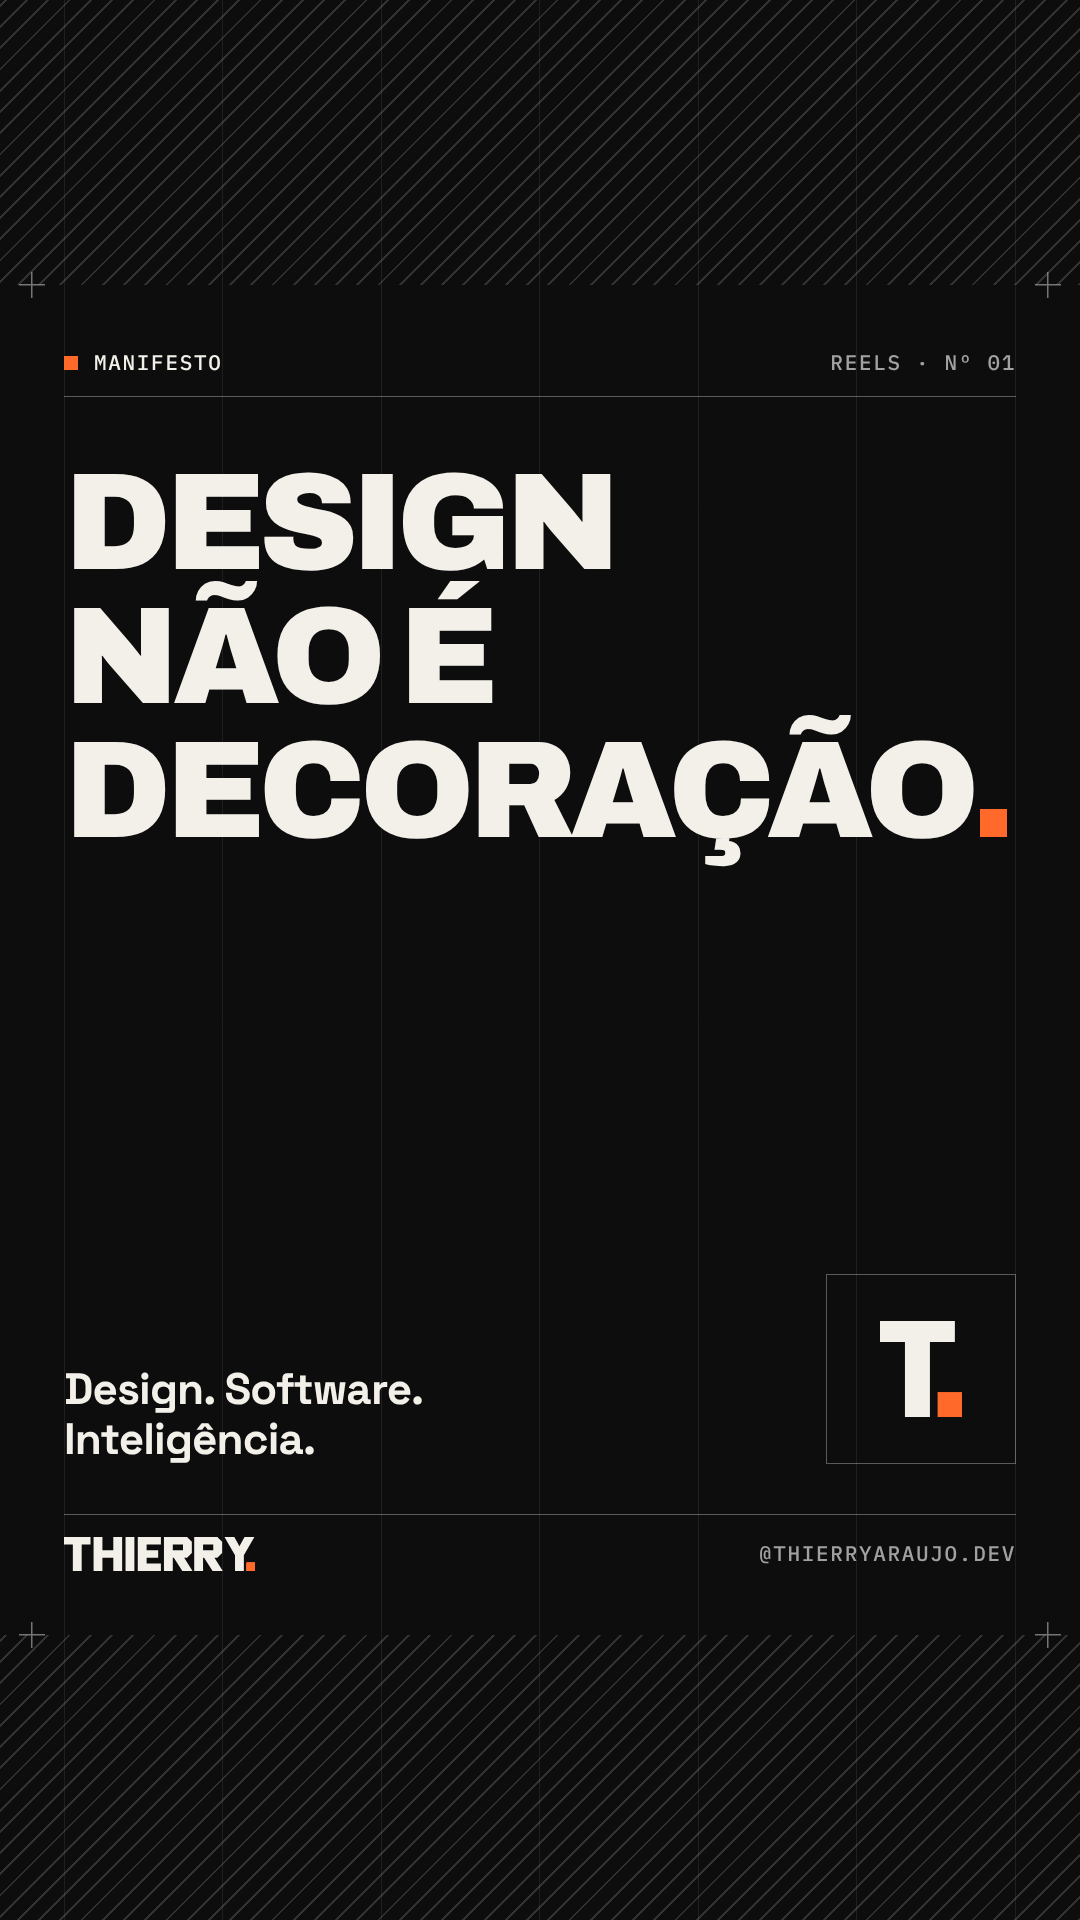 MANIFESTO
REELS · Nº 01
DESIGN
NÃO É
DECORAÇÃO.
T.
Design. Software.
Inteligência.
THIERRY.
@THIERRYARAUJO.DEV